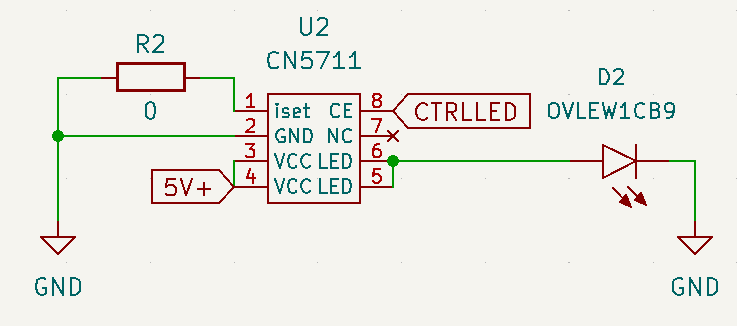 U2
CN5711
R2
0
1 iset CE 8
CTRLLED
2 GND NC 7
3 VCC LED 6
4 VCC LED 5
5V+
D2
OVLEW1CB9
GND
GND